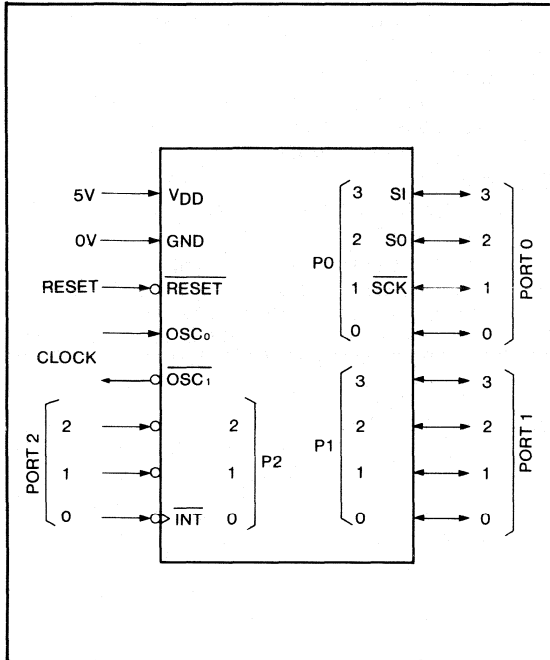 5V VDD P0 3 SI 3 PORT 0
0V GND 2 S0 2
RESET RESET 1 SCK 1
OSC0 0 0
CLOCK OSC1 P1 3 3 PORT 1
PORT 2 2 2 P2 2 2
1 1 1 1
0 INT 0 0 0